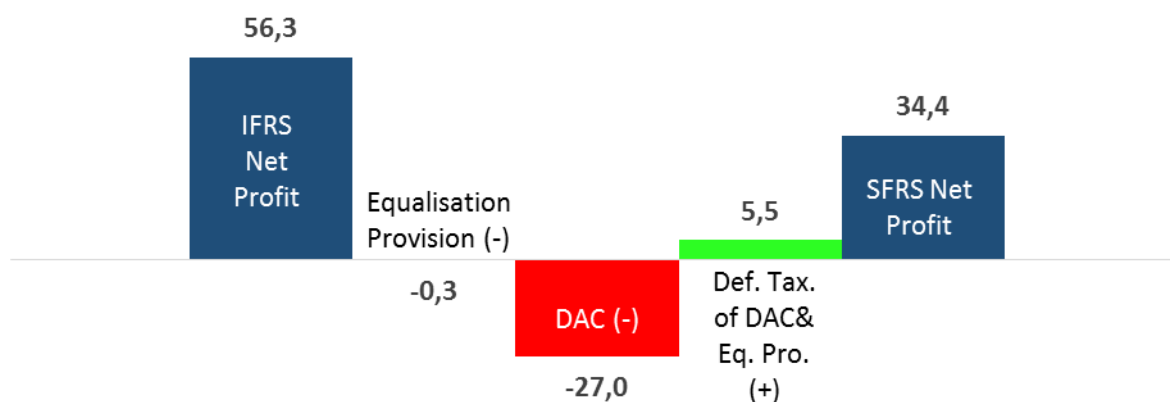 56,3
IFRS
Net
Profit
Equalisation
Provision (-)
-0,3
DAC (-)
-27,0
5,5
Def. Tax.
of DAC&
Eq. Pro.
(+)
34,4
SFRS Net
Profit